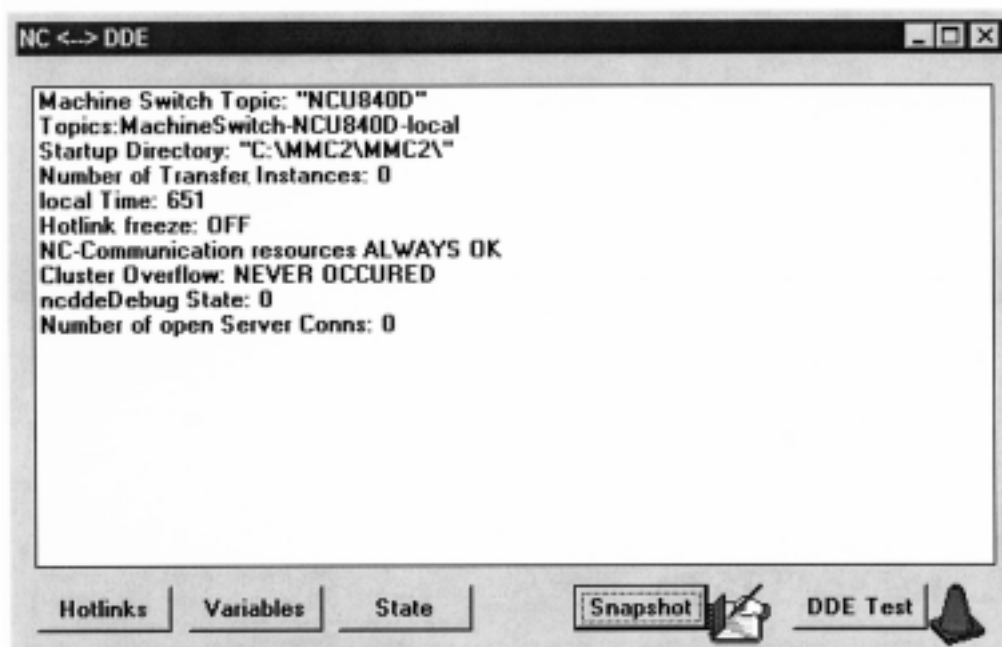 NC <--> DDE
Machine Switch Topic: "NCU840D"
Topics:MachineSwitch-NCU840D-local
Startup Directory: "C:\MMC2\MMC2\"
Number of Transfer Instances: 0
local Time: 651
Hotlink freeze: OFF
NC-Communication resources ALWAYS OK
Cluster Overflow: NEVER OCCURED
ncddeDebug State: 0
Number of open Server Conns: 0
Hotlinks Variables State Snapshot DDE Test